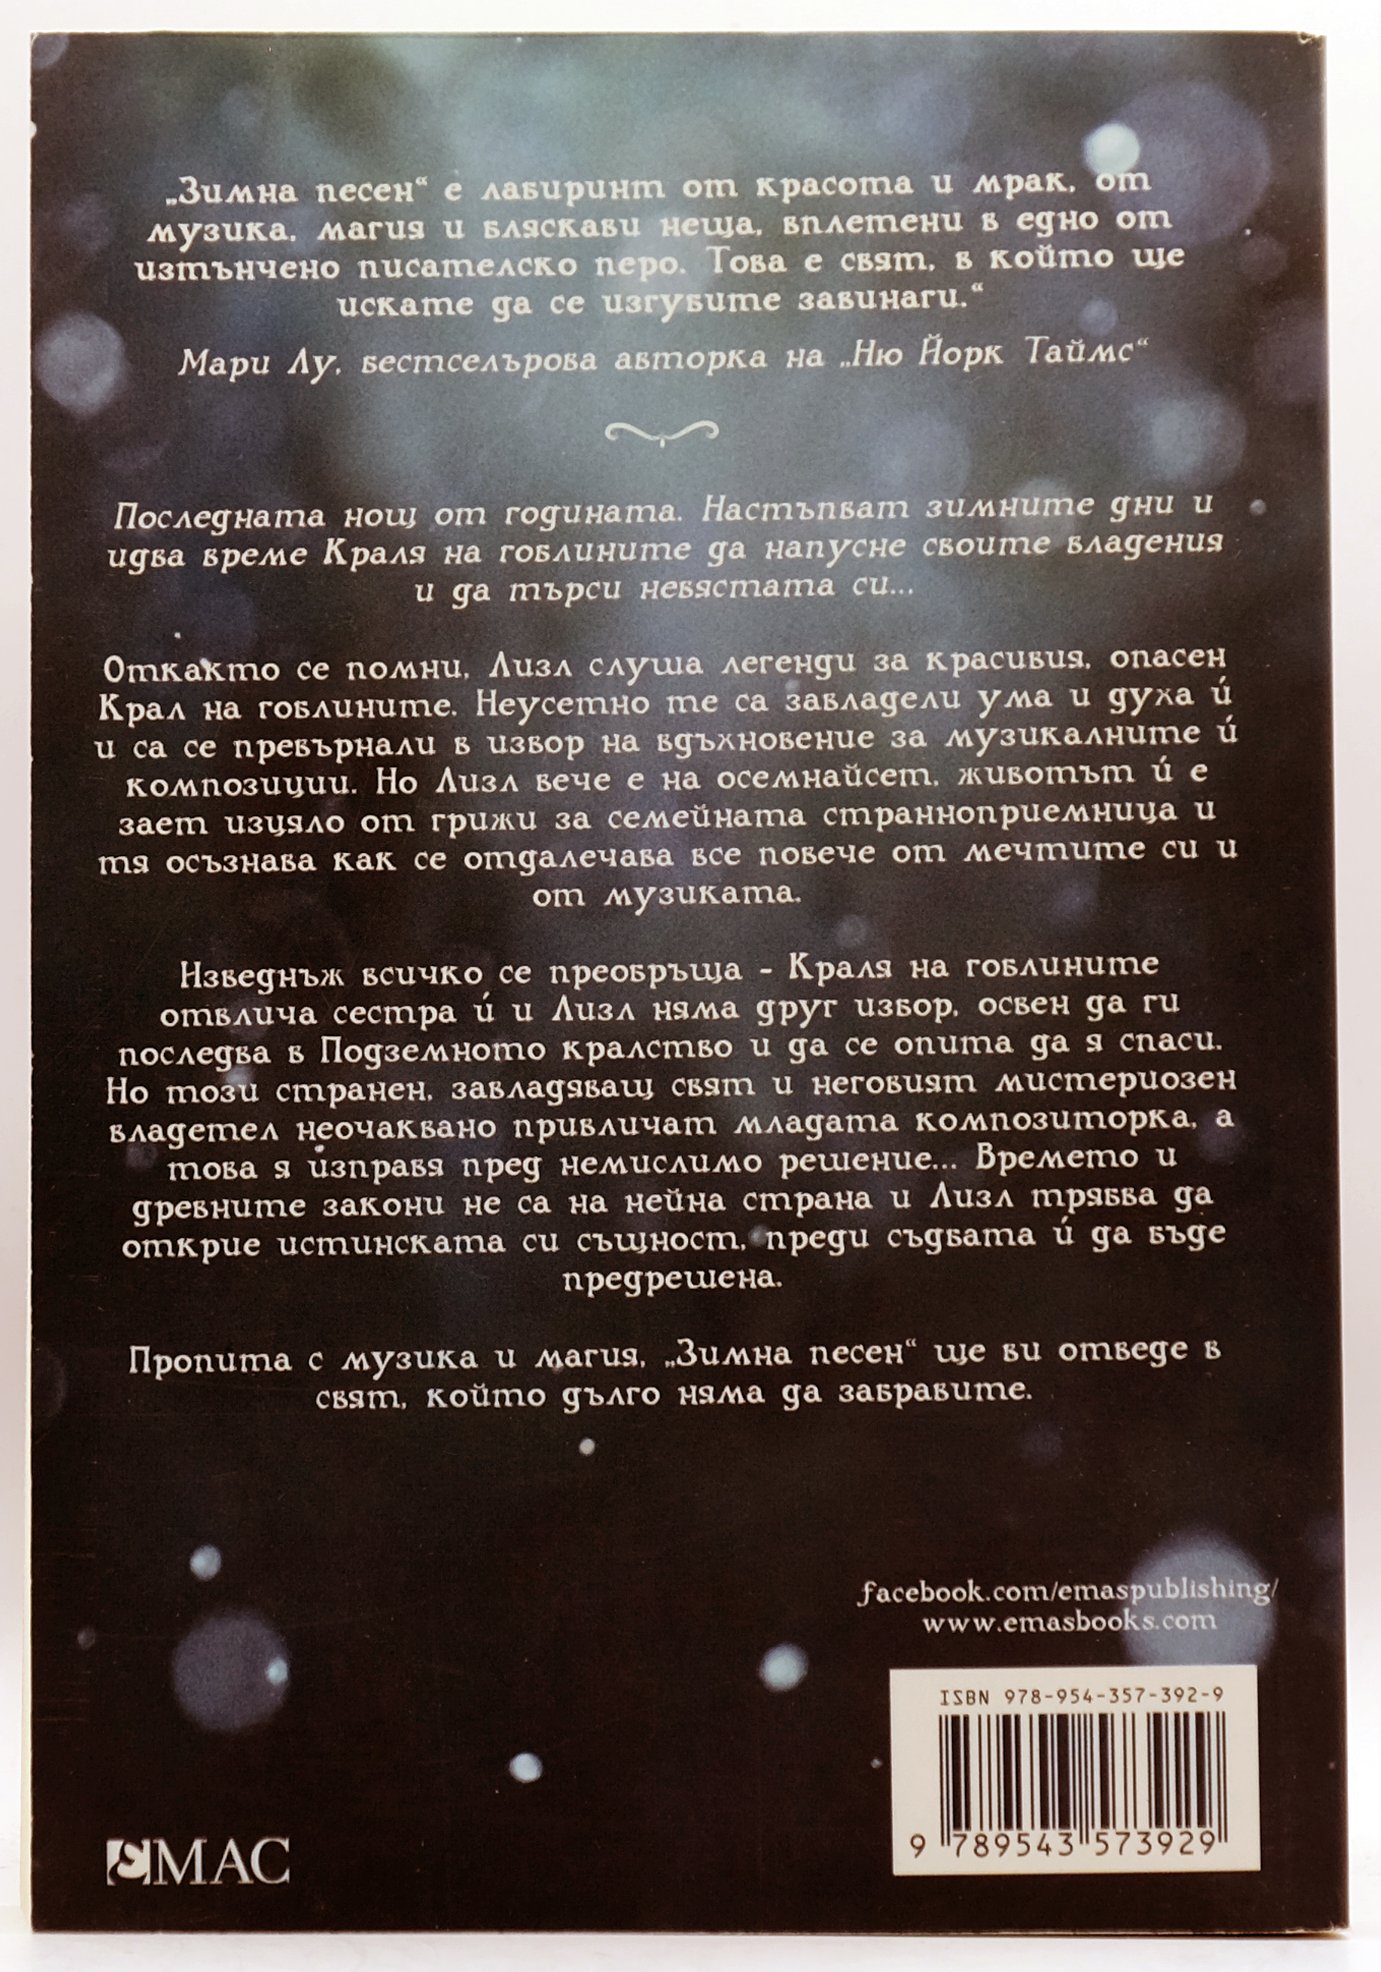 „Зимна песен“ е лабиринт от красота и мрак, от
музика, магия и бляскави неща, вплетени в едно от
изтънчено писателско перо. Това е свят, в който ще
искате да се изгубите завинаги.“
Мари Лу, бестселърова авторка на „Ню Йорк Таймс“
Последната нощ от годината. Настъпват зимните дни и
идва време Краля на гоблините да напусне своите владения
и да търси невястата си...
Откакто се помни, Лизл слуша легенди за красивия, опасен
Крал на гоблините. Неусетно те са завладели ума и духа ѝ
и са се превърнали в извор на вдъхновение за музикалните ѝ
композиции. Но Лизл вече е на осемнайсет, животът ѝ е
зает изцяло от грижи за семейната странноприемница и
тя осъзнава как се отдалечава все повече от мечтите си и
от музиката.
Изведнъж всичко се преобръща - Краля на гоблините
отвлича сестра ѝ и Лизл няма друг избор, освен да ги
последва в Подземното кралство и да се опита да я спаси.
Но този странен, завладяващ свят и неговият мистериозен
владетел неочаквано привличат младата композиторка, а
това я изправя пред немислимо решение... Времето и
древните закони не са на нейна страна и Лизл трябва да
открие истинската си същност, преди съдбата ѝ да бъде
предрешена.
Пропита с музика и магия, „Зимна песен“ ще ви отведе в
свят, който дълго няма да забравите.
facebook.com/emaspublishing/
www.emasbooks.com
ISBN 978-954-357-392-9
9 789543 573929
ЕМАС